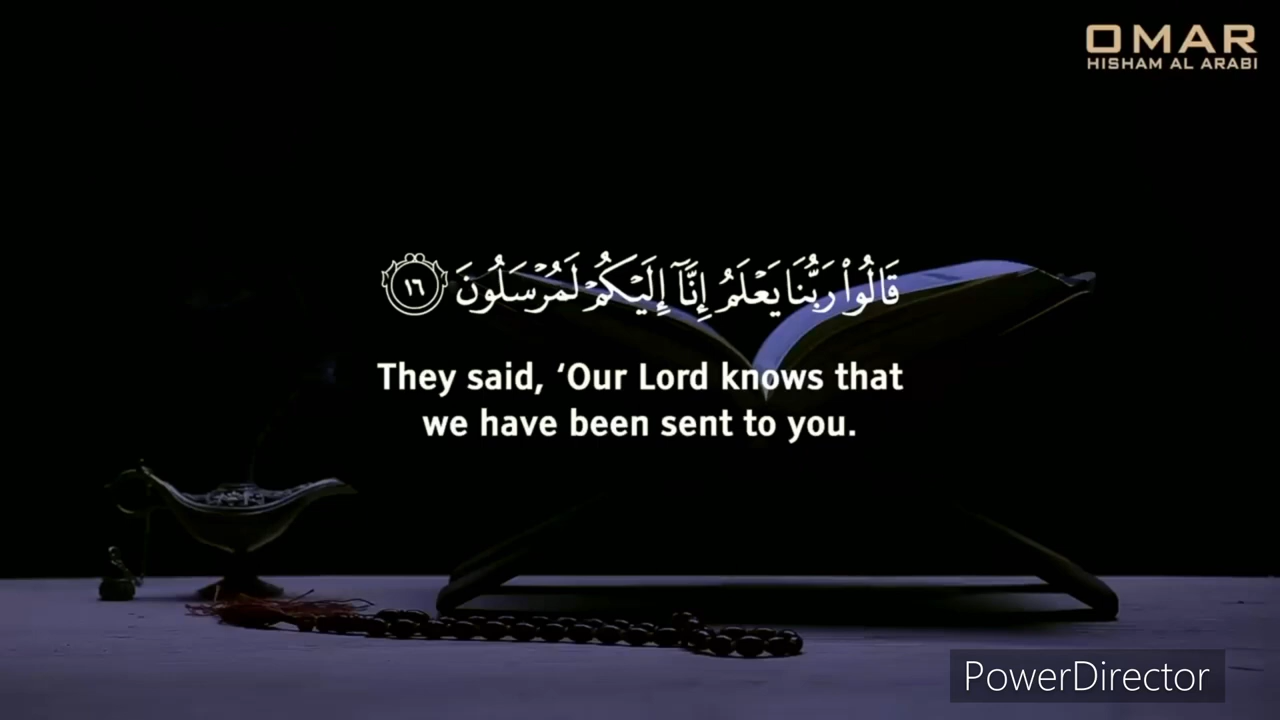 OMAR
HISHAM AL ARABI
قَالُوا۟ رَبُّنَا يَعْلَمُ إِنَّآ إِلَيْكُمْ لَمُرْسَلُونَ ١٦
They said, ‘Our Lord knows that
we have been sent to you.
PowerDirector